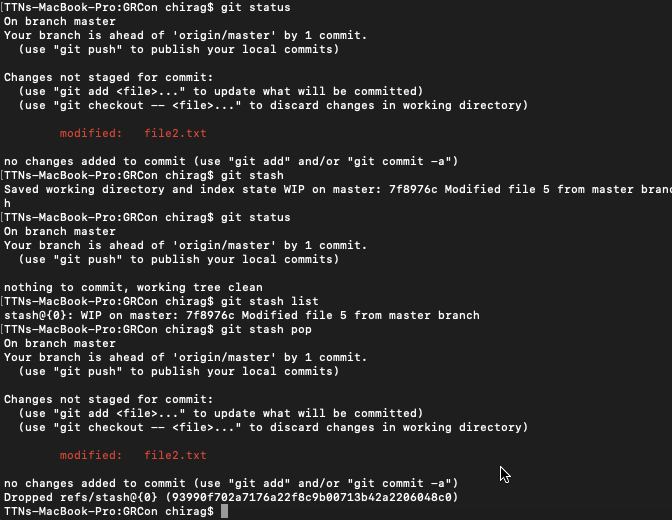 [TTNs-MacBook-Pro:GRCon chirag$ git status
On branch master
Your branch is ahead of 'origin/master' by 1 commit.
  (use "git push" to publish your local commits)

Changes not staged for commit:
  (use "git add <file>..." to update what will be committed)
  (use "git checkout -- <file>..." to discard changes in working directory)

        modified:   file2.txt

no changes added to commit (use "git add" and/or "git commit -a")
[TTNs-MacBook-Pro:GRCon chirag$ git stash
Saved working directory and index state WIP on master: 7f8976c Modified file 5 from master branc
h
[TTNs-MacBook-Pro:GRCon chirag$ git status
On branch master
Your branch is ahead of 'origin/master' by 1 commit.
  (use "git push" to publish your local commits)

nothing to commit, working tree clean
[TTNs-MacBook-Pro:GRCon chirag$ git stash list
stash@{0}: WIP on master: 7f8976c Modified file 5 from master branch
[TTNs-MacBook-Pro:GRCon chirag$ git stash pop
On branch master
Your branch is ahead of 'origin/master' by 1 commit.
  (use "git push" to publish your local commits)

Changes not staged for commit:
  (use "git add <file>..." to update what will be committed)
  (use "git checkout -- <file>..." to discard changes in working directory)

        modified:   file2.txt

no changes added to commit (use "git add" and/or "git commit -a")
Dropped refs/stash@{0} (93990f702a7176a22f8c9b00713b42a2206048c0)
TTNs-MacBook-Pro:GRCon chirag$